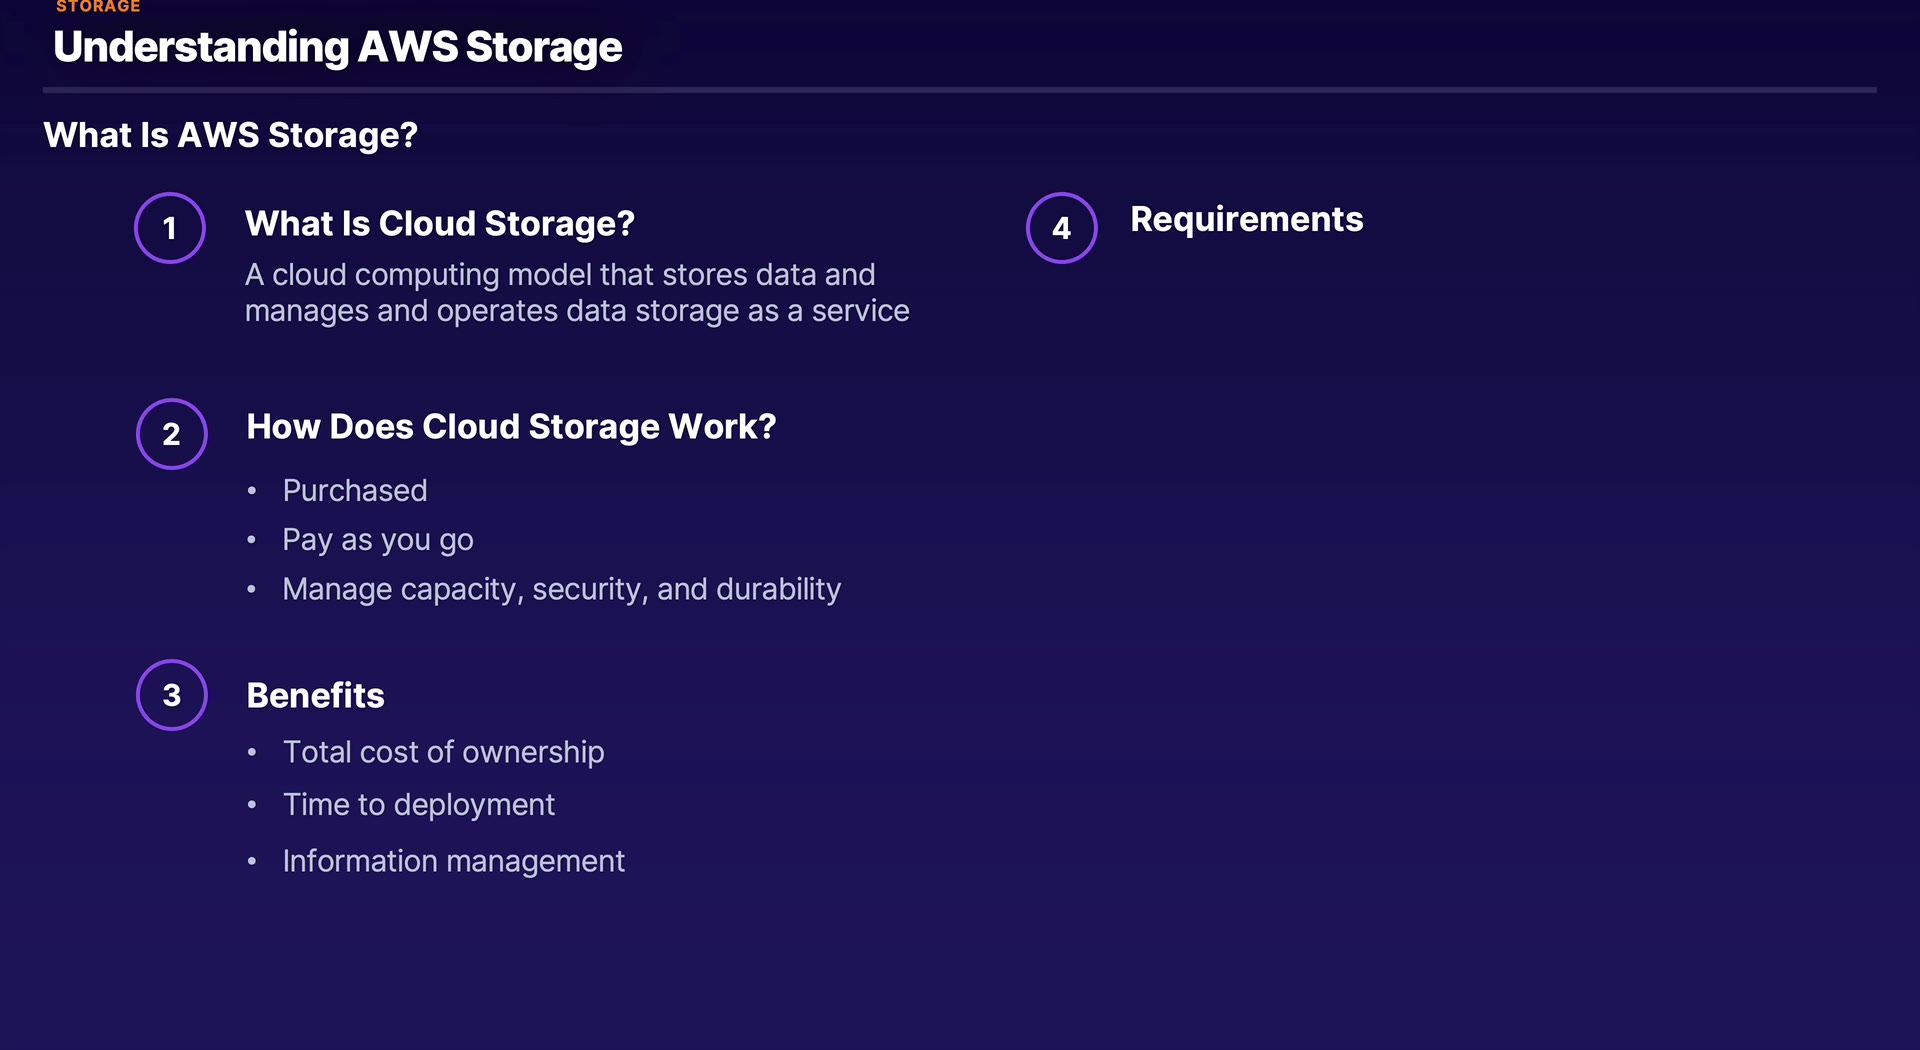 STORAGE
Understanding AWS Storage
What Is AWS Storage?
1
What Is Cloud Storage?
A cloud computing model that stores data and
manages and operates data storage as a service
2
How Does Cloud Storage Work?
• Purchased
• Pay as you go
• Manage capacity, security, and durability
3
Benefits
• Total cost of ownership
• Time to deployment
• Information management
4
Requirements